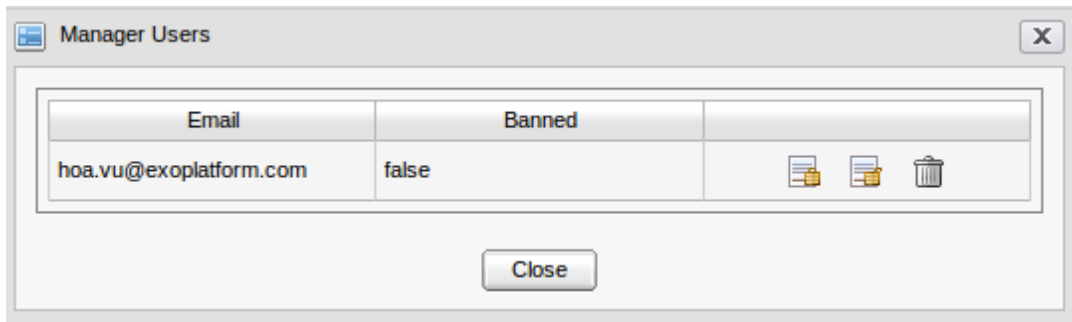 Manager Users
X
Email Banned
hoa.vu@exoplatform.com false
Close